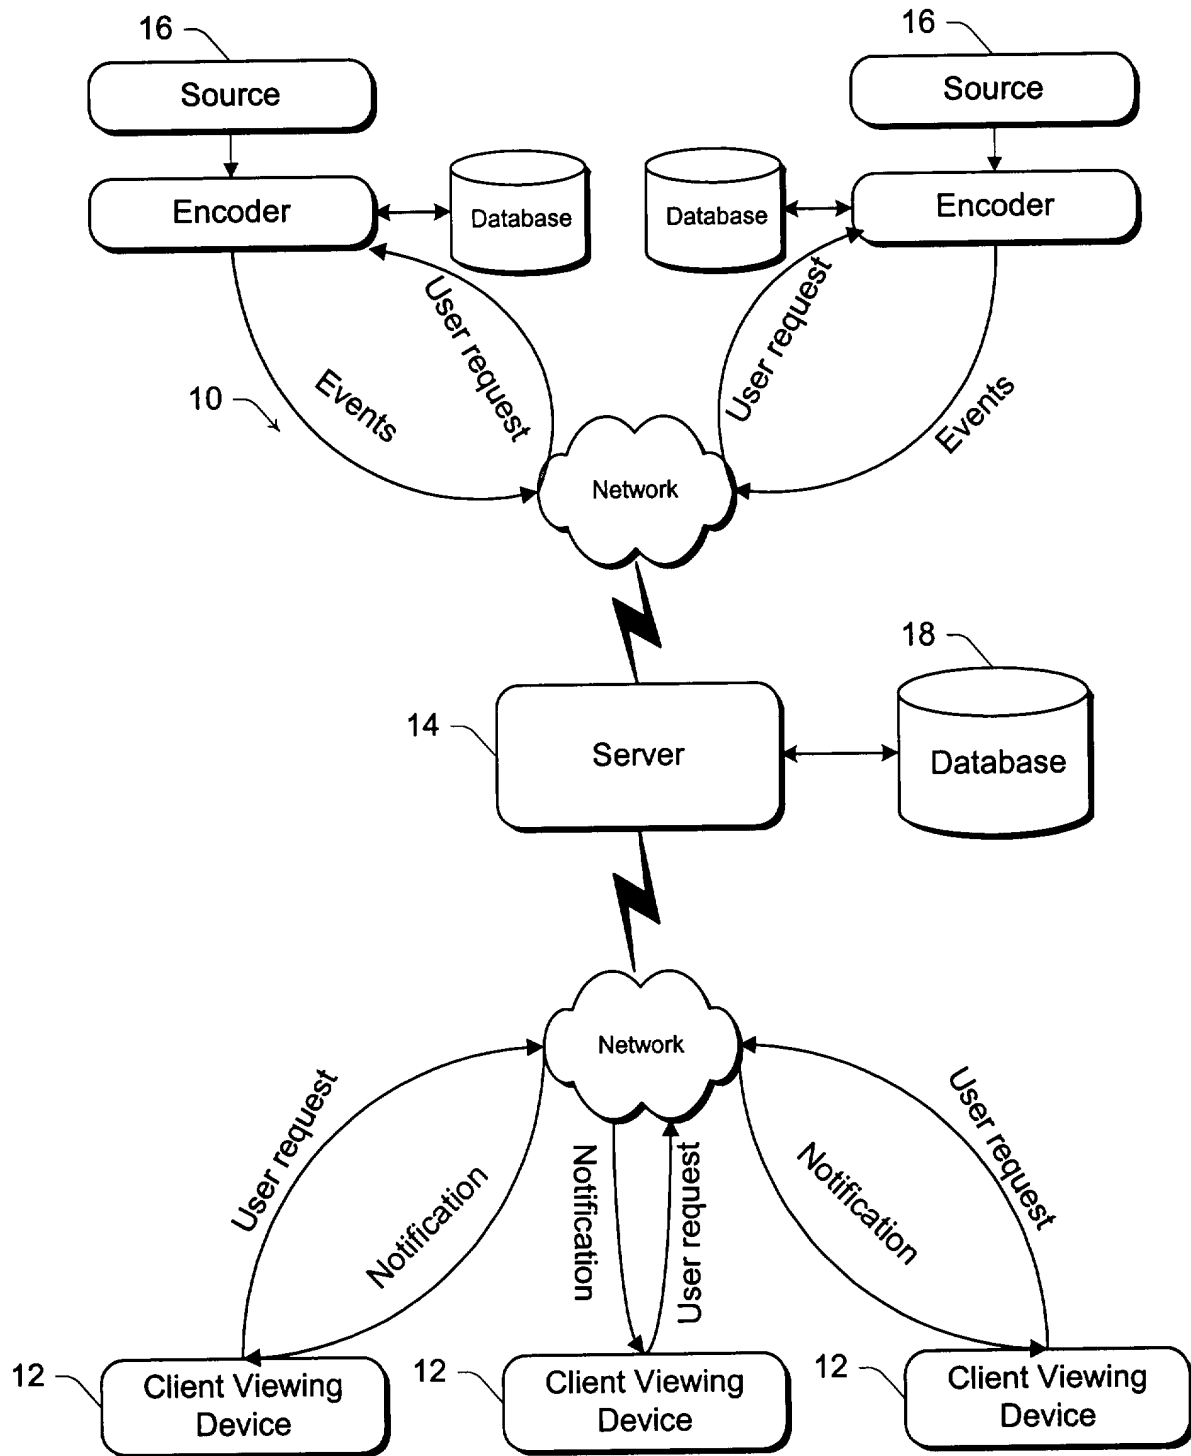 16
16
Source
Source
Encoder
Database
Database
Encoder
User request
User request
10
Events
Events
Network
18
14
Server
Database
Network
User request
Notification
Notification
User request
Notification
User request
12
Client Viewing
Device
12
Client Viewing
Device
12
Client Viewing
Device